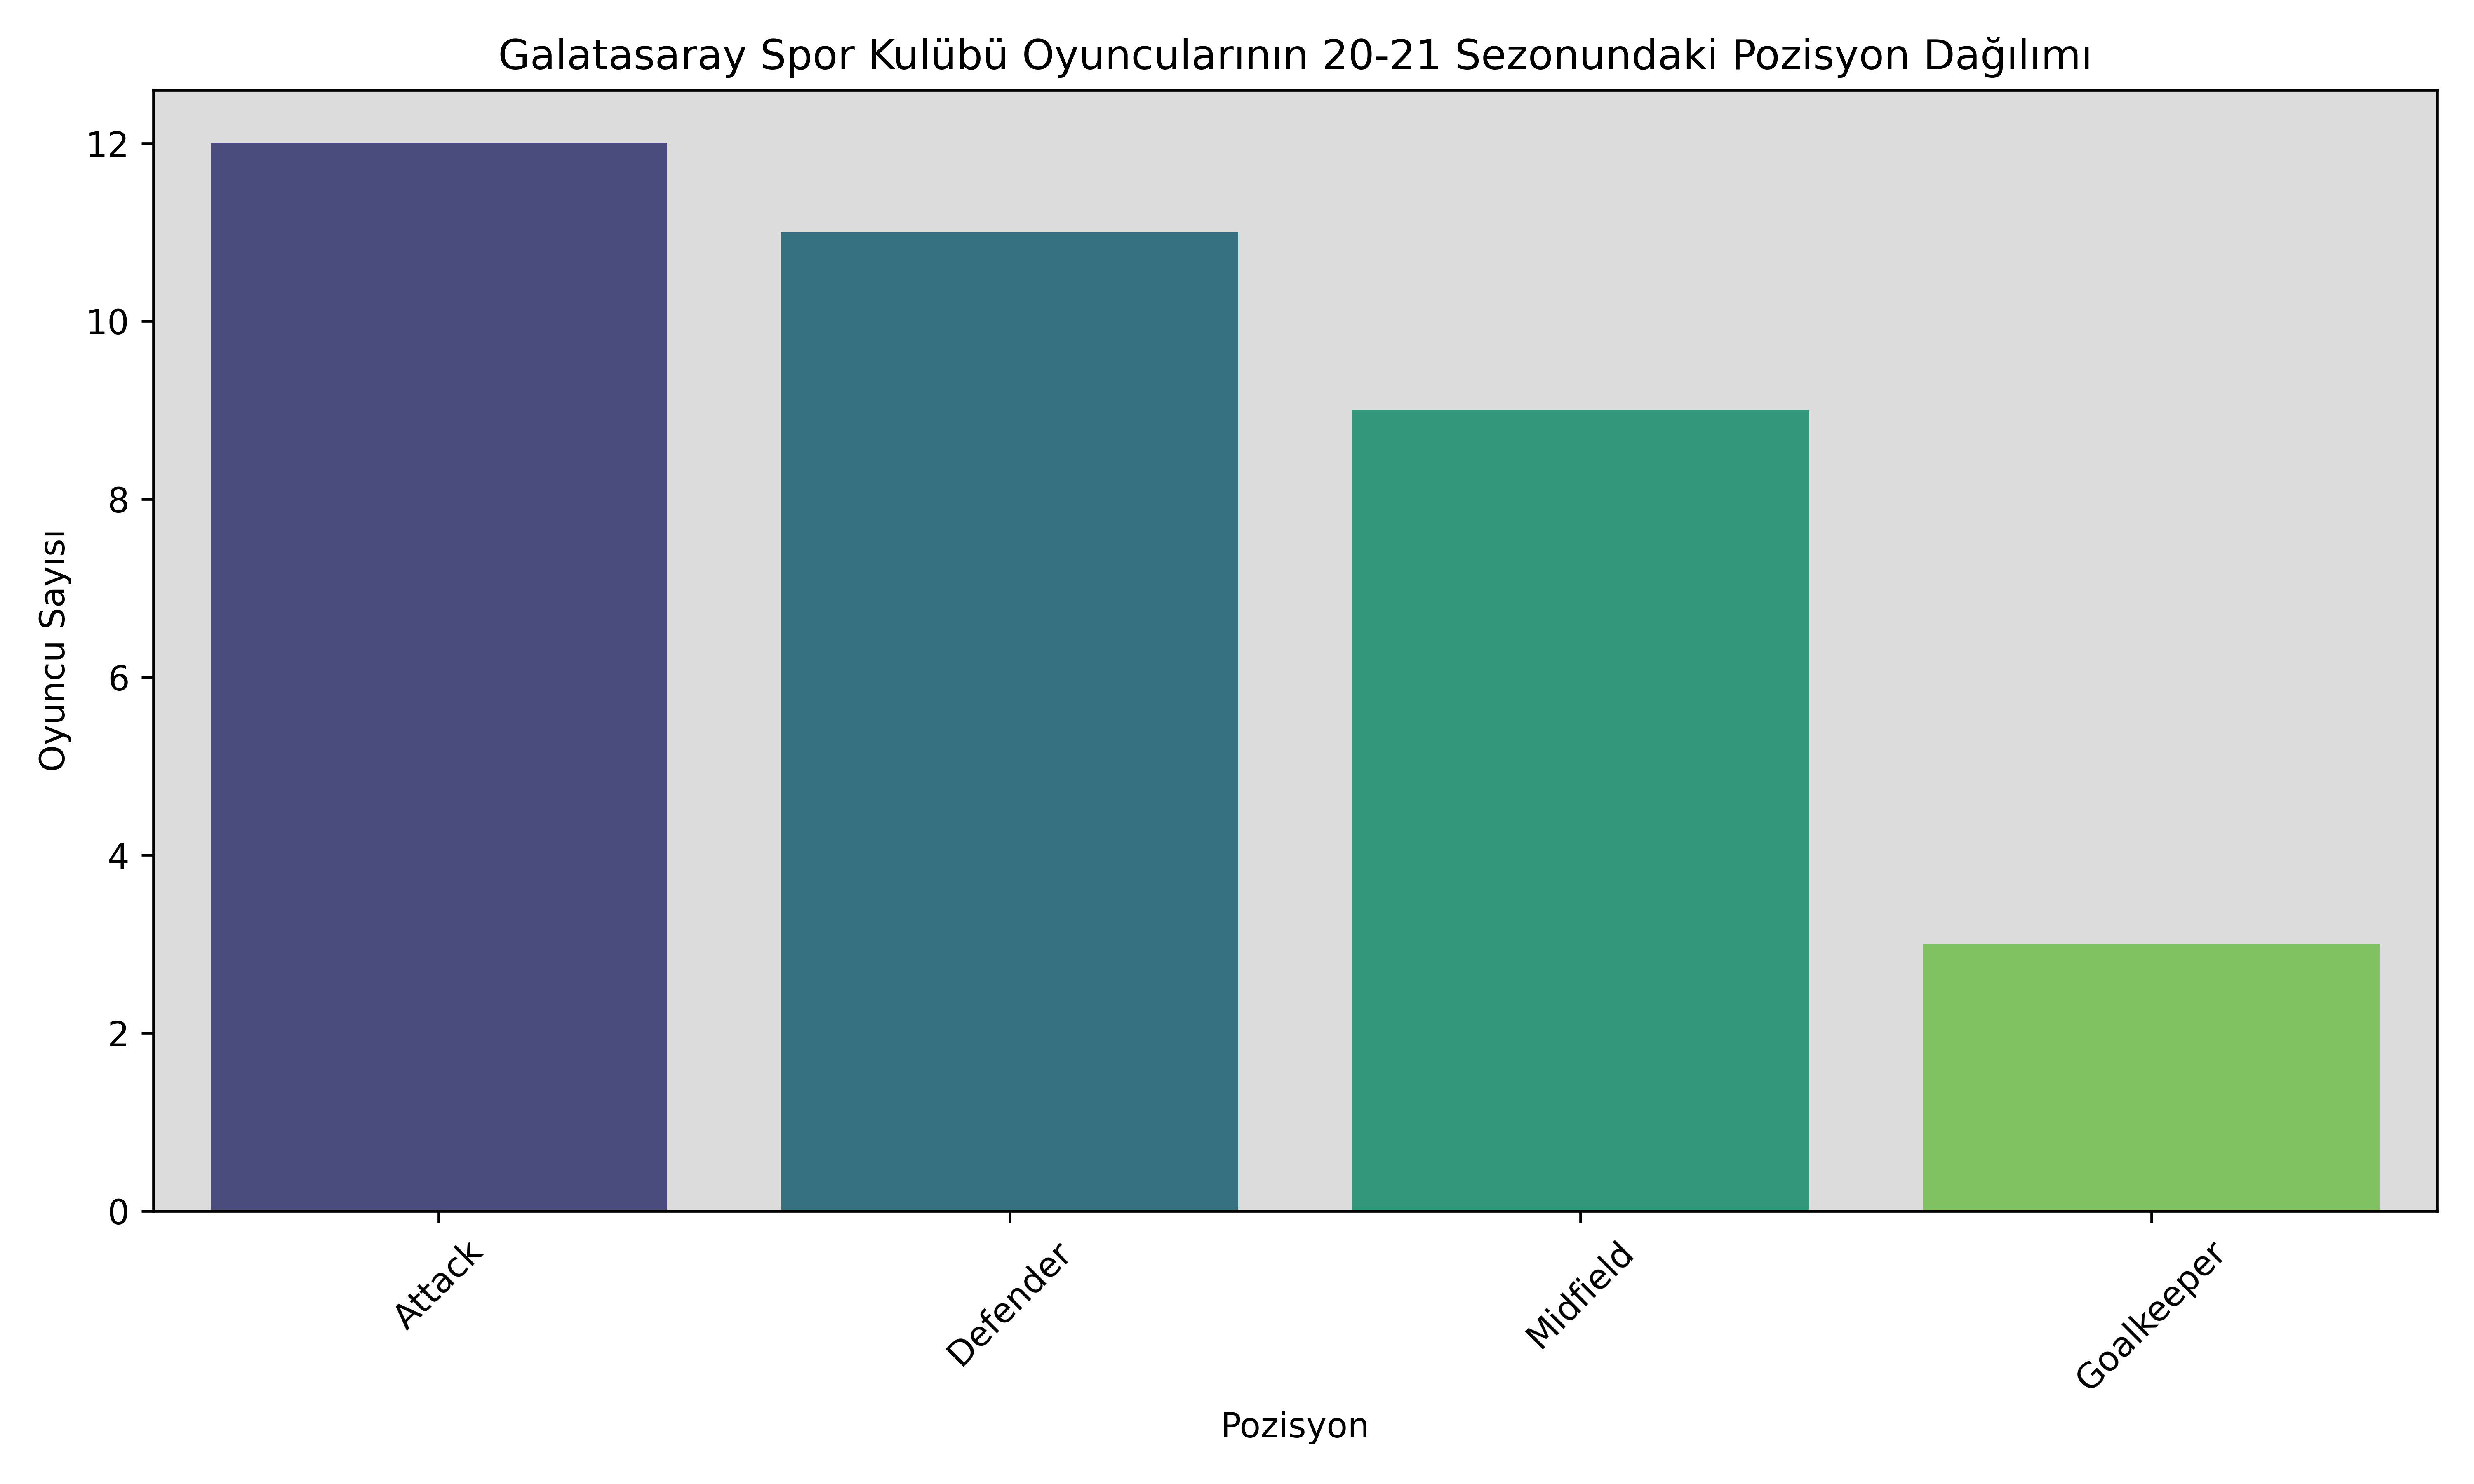 Galatasaray Spor Kulübü Oyuncularının 20-21 Sezonundaki Pozisyon Dağılımı
12
10
8
6
4
2
0
Oyuncu Sayısı
Attack
Defender
Midfield
Goalkeeper
Pozisyon